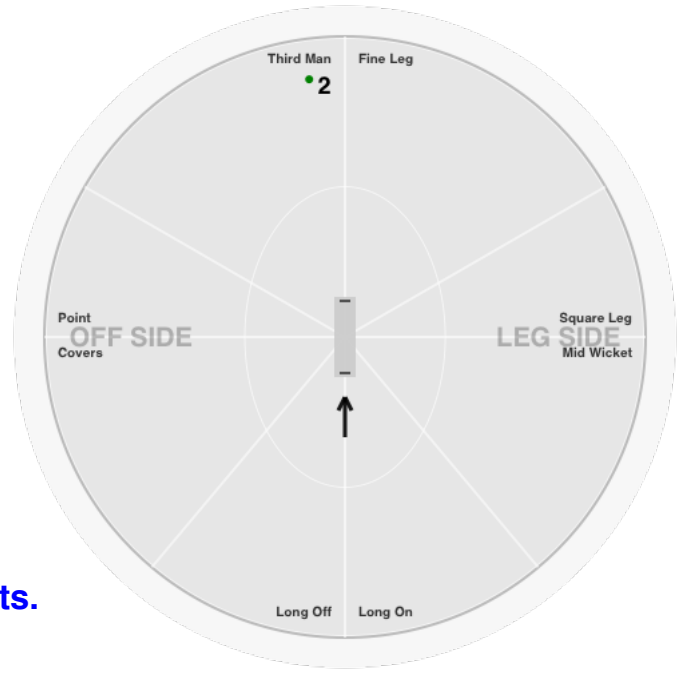 Third Man Fine Leg
2
Point Square Leg
OFF SIDE LEG SIDE
Covers Mid Wicket
ts.
Long Off Long On